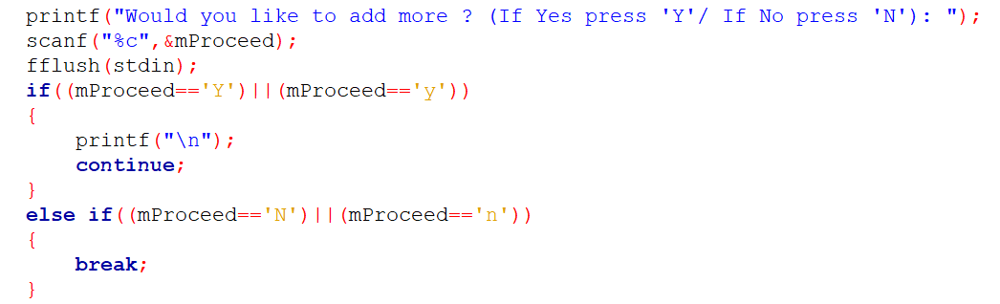 printf("Would you like to add more ? (If Yes press 'Y'/ If No press 'N'): ");
scanf("%c",&mProceed);
fflush(stdin);
if((mProceed=='Y')||(mProceed=='y'))
{
    printf("\n");
    continue;
}
else if((mProceed=='N')||(mProceed=='n'))
{
    break;
}